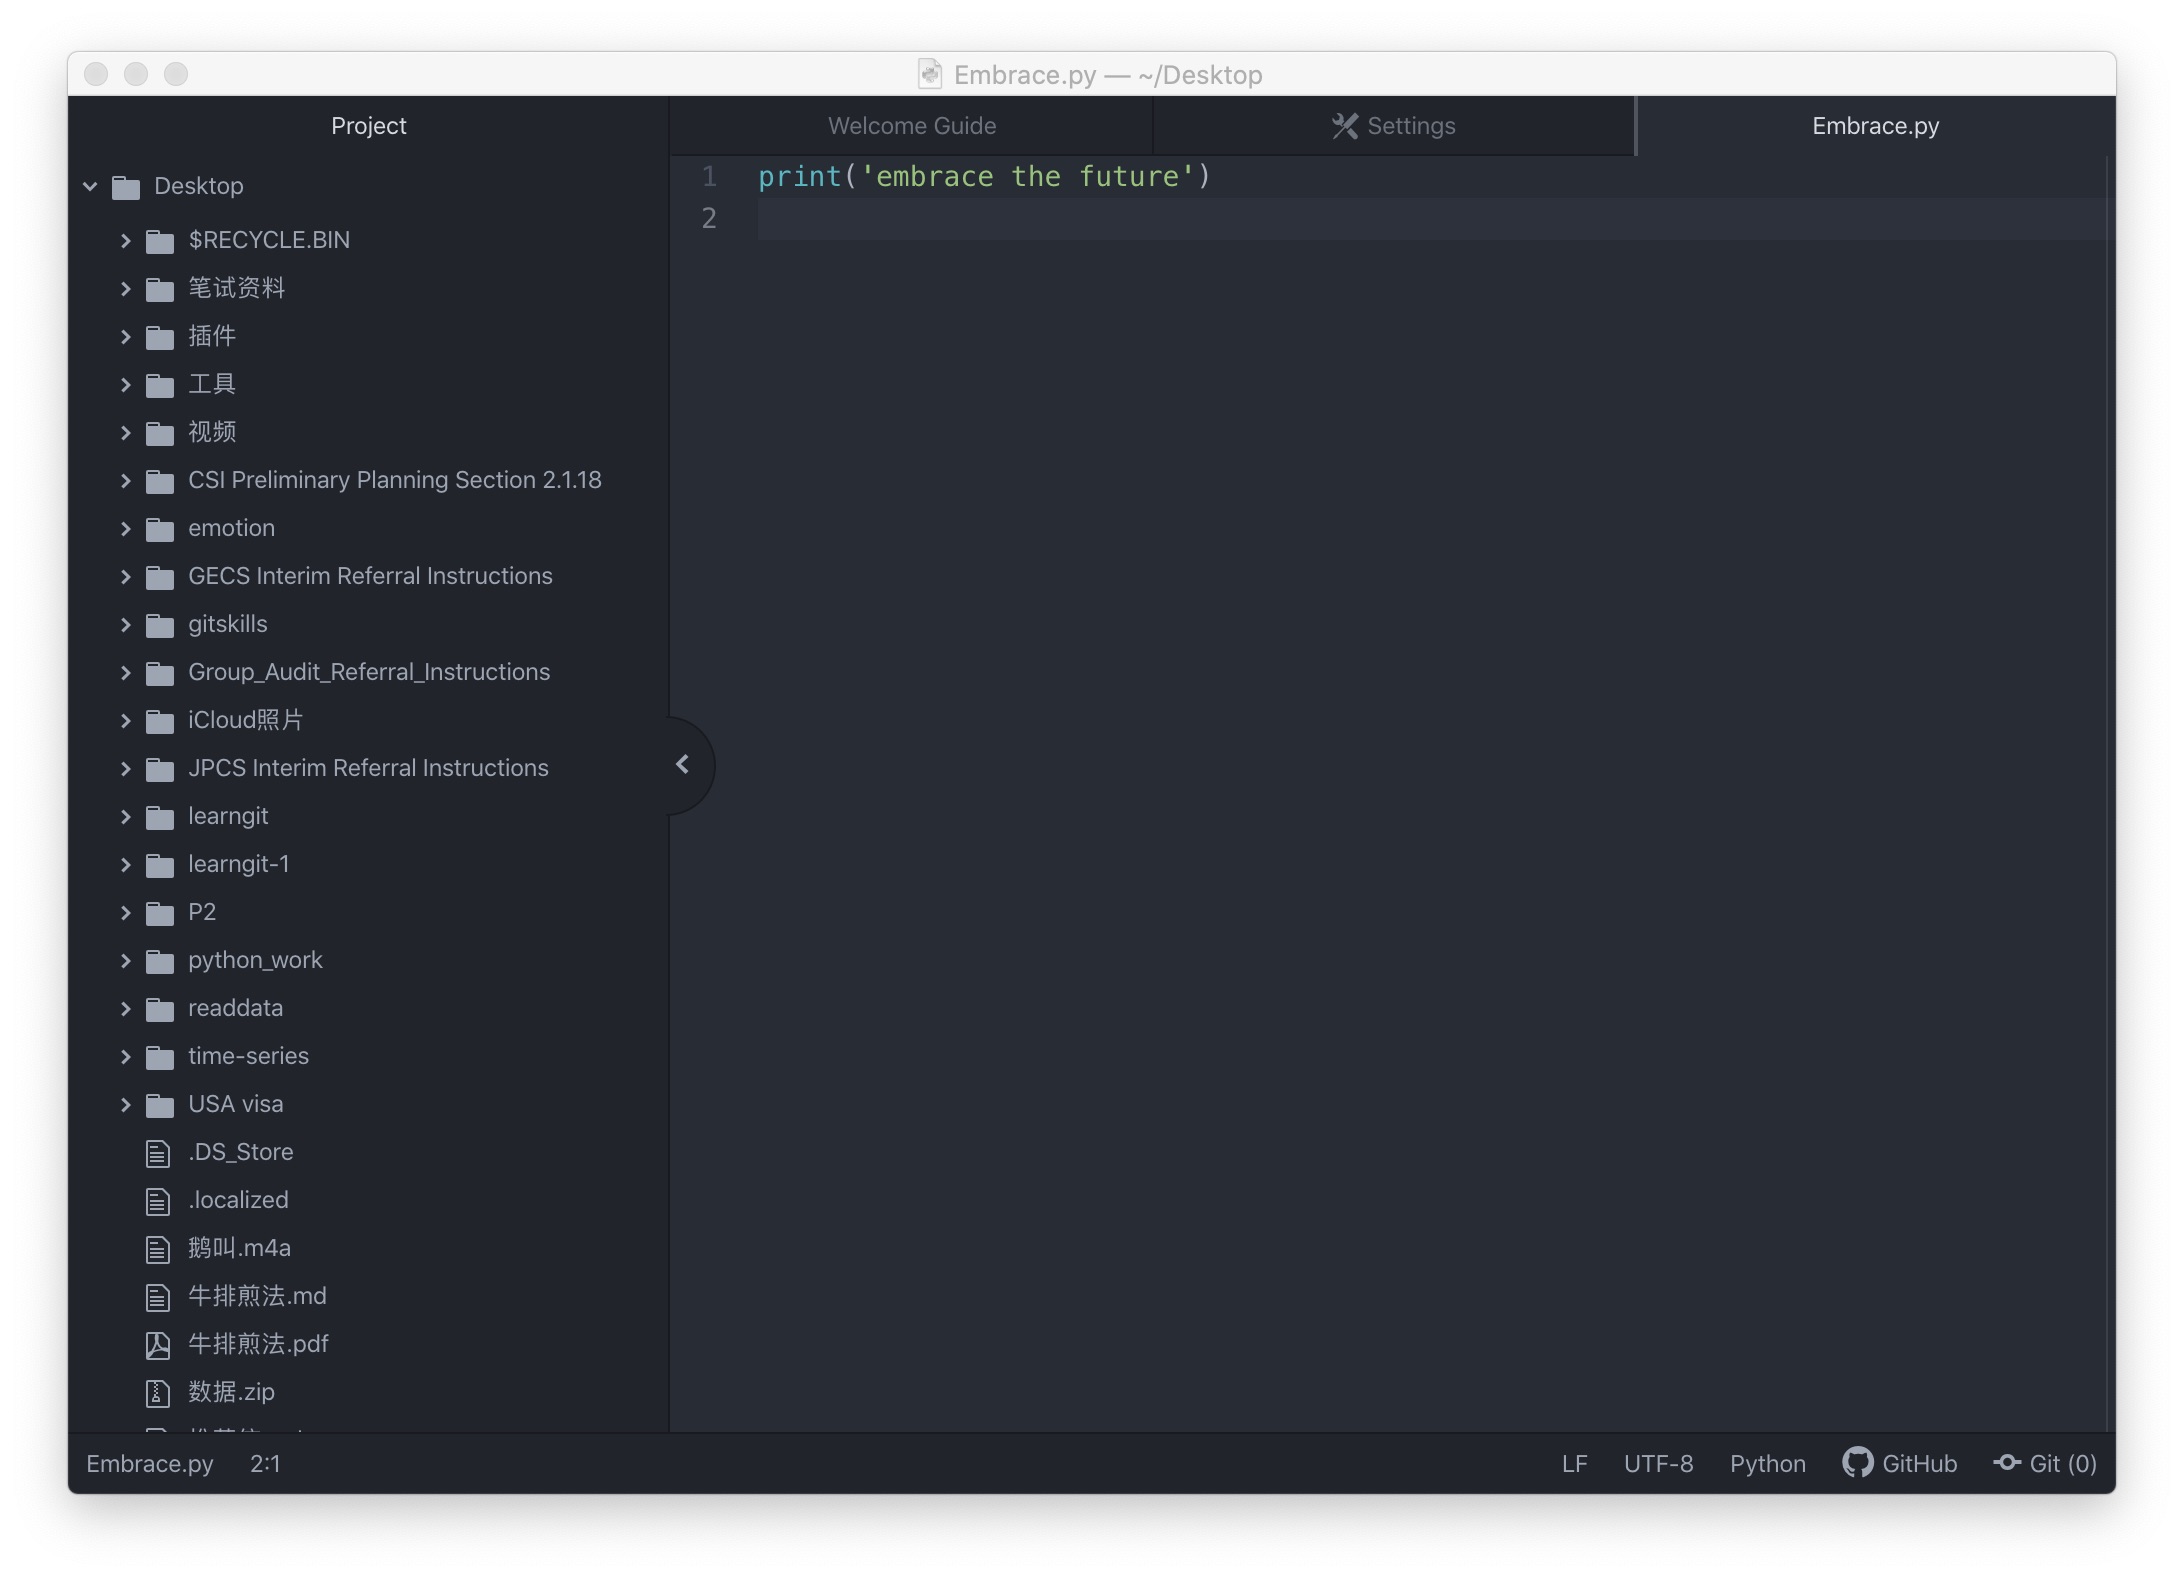 Embrace.py — ~/Desktop
Project
Welcome Guide
Settings
Embrace.py
Desktop
$RECYCLE.BIN
笔试资料
插件
工具
视频
CSI Preliminary Planning Section 2.1.18
emotion
GECS Interim Referral Instructions
gitskills
Group_Audit_Referral_Instructions
iCloud照片
JPCS Interim Referral Instructions
learngit
learngit-1
P2
python_work
readdata
time-series
USA visa
.DS_Store
.localized
鹅叫.m4a
牛排煎法.md
牛排煎法.pdf
数据.zip
1 print('embrace the future')
2
Embrace.py 2:1
LF UTF-8 Python GitHub Git (0)